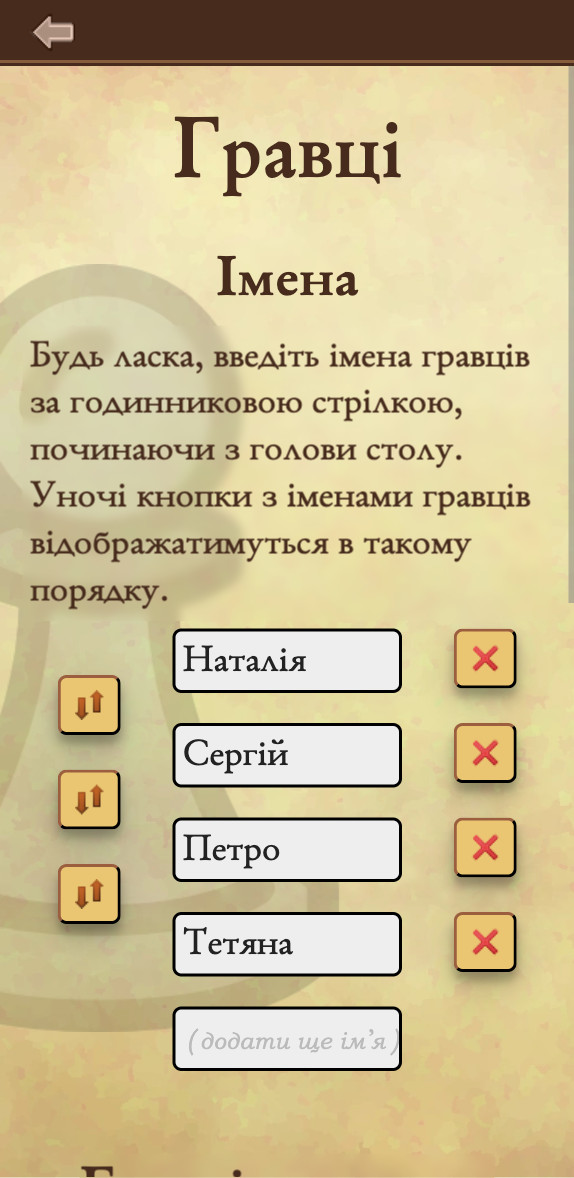 Гравці
Імена
Будь ласка, введіть імена гравців
за годинниковою стрілкою,
починаючи з голови столу.
Уночі кнопки з іменами гравців
відображатимуться в такому
порядку.
Наталія
Сергій
Петро
Тетяна
(додати ще ім’я)